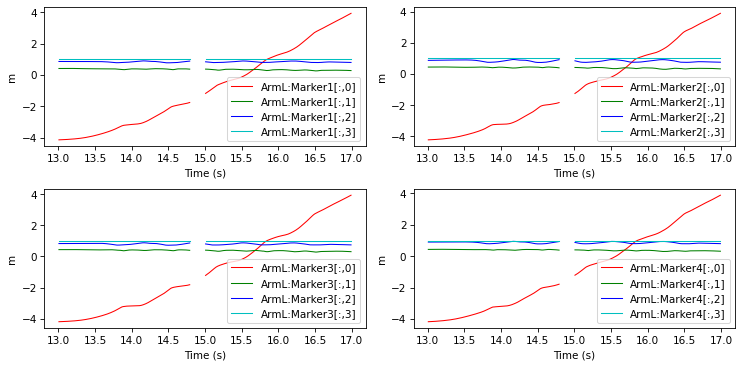 4
2
0
−2
−4
m
13.0 13.5 14.0 14.5 15.0 15.5 16.0 16.5 17.0
Time (s)
ArmL:Marker1[:,0]
ArmL:Marker1[:,1]
ArmL:Marker1[:,2]
ArmL:Marker1[:,3]
4
2
0
−2
−4
m
13.0 13.5 14.0 14.5 15.0 15.5 16.0 16.5 17.0
Time (s)
ArmL:Marker2[:,0]
ArmL:Marker2[:,1]
ArmL:Marker2[:,2]
ArmL:Marker2[:,3]
4
2
0
−2
−4
m
13.0 13.5 14.0 14.5 15.0 15.5 16.0 16.5 17.0
Time (s)
ArmL:Marker3[:,0]
ArmL:Marker3[:,1]
ArmL:Marker3[:,2]
ArmL:Marker3[:,3]
4
2
0
−2
−4
m
13.0 13.5 14.0 14.5 15.0 15.5 16.0 16.5 17.0
Time (s)
ArmL:Marker4[:,0]
ArmL:Marker4[:,1]
ArmL:Marker4[:,2]
ArmL:Marker4[:,3]